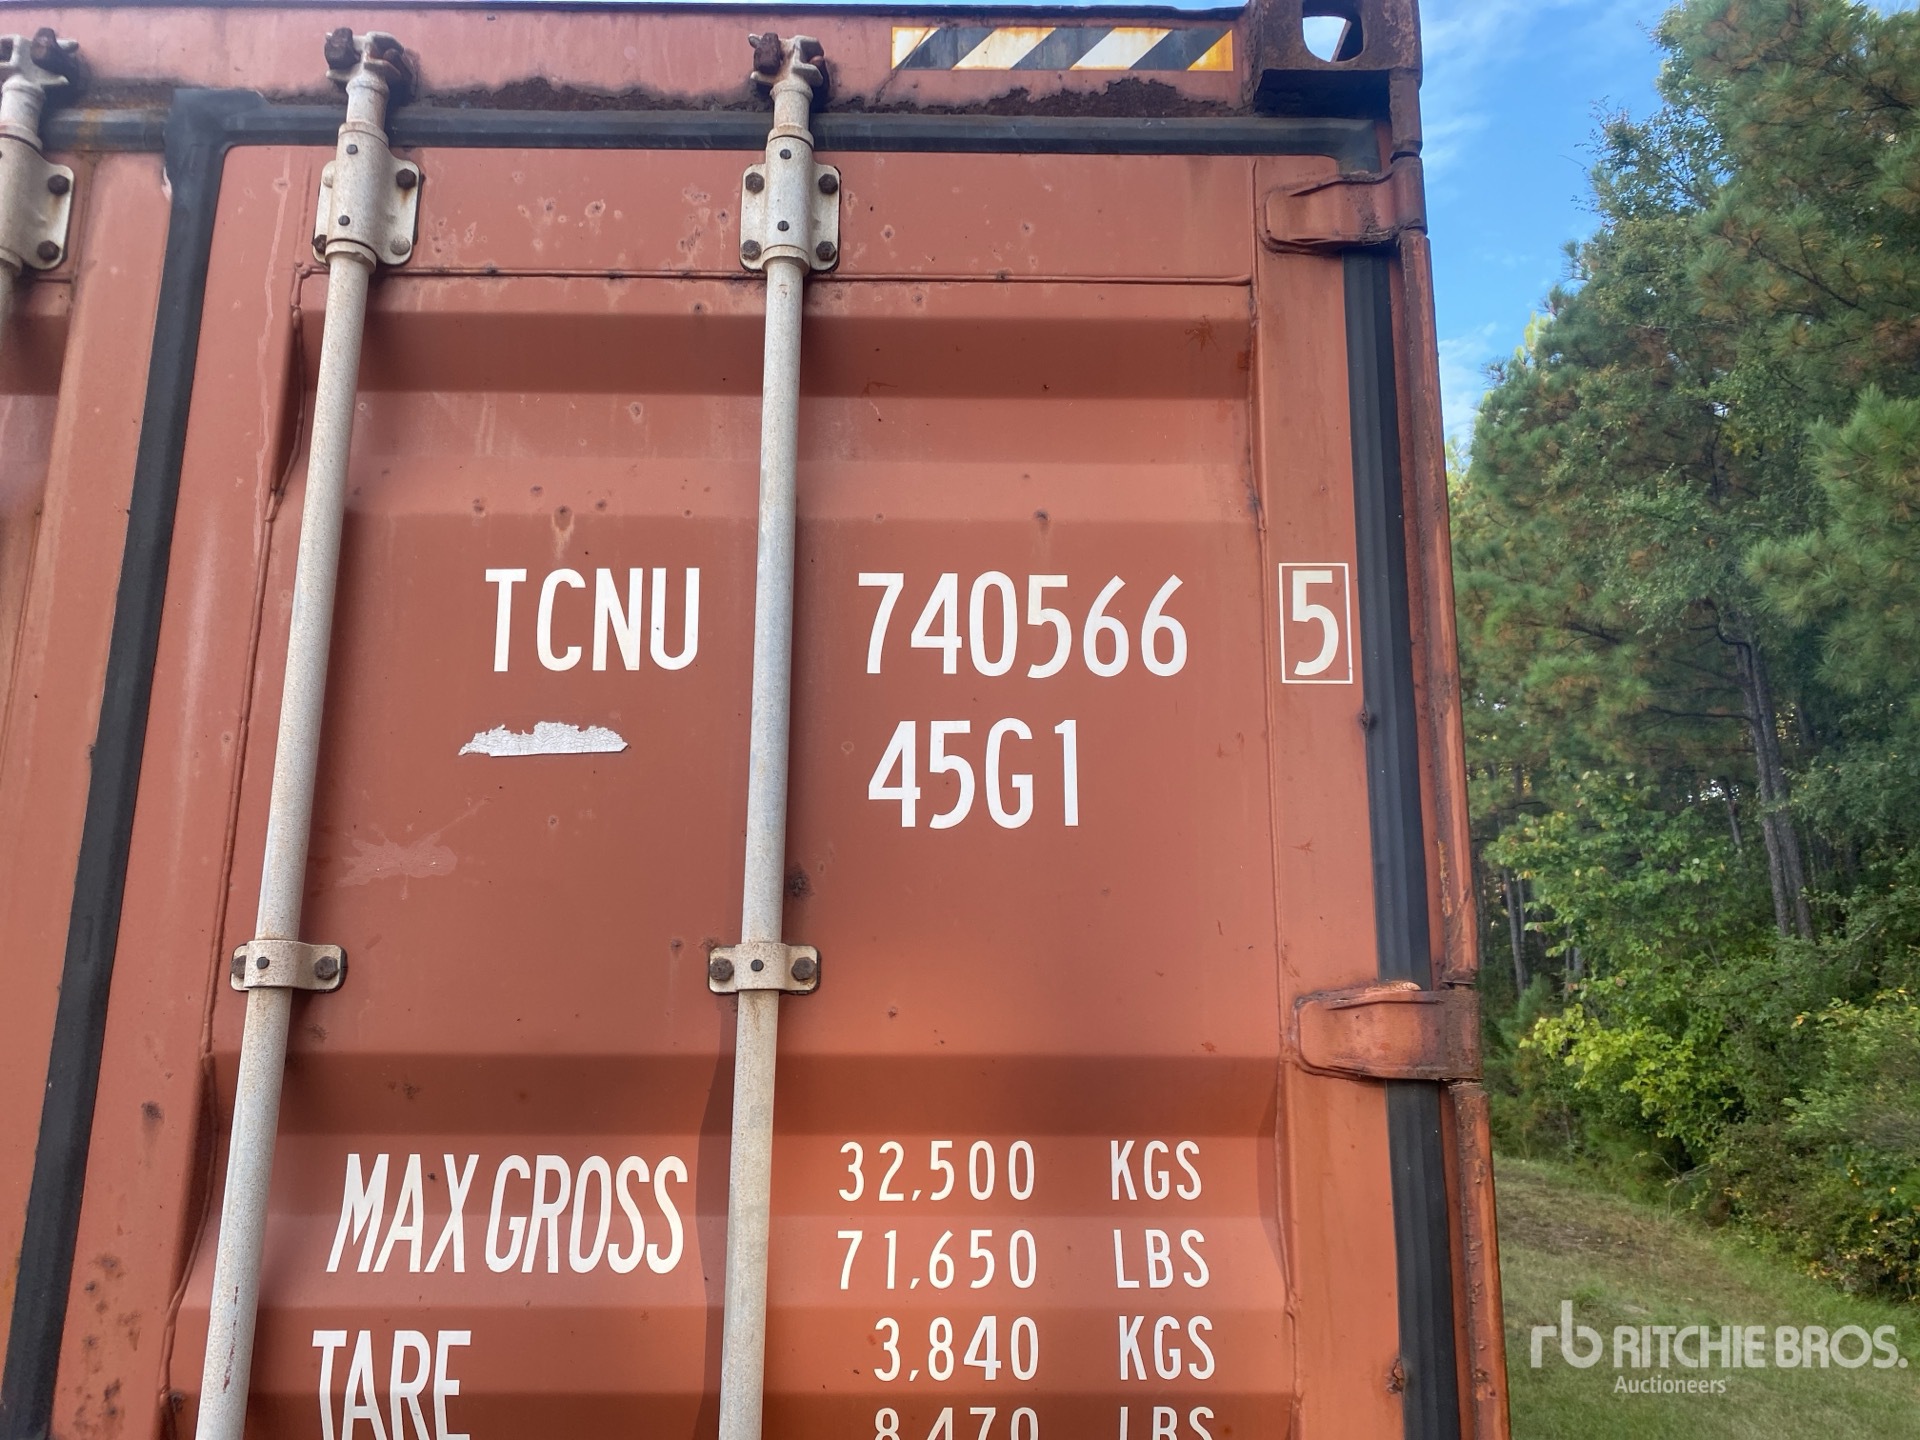 TCNU 740566 5
45G1
MAX GROSS 32,500 KGS
71,650 LBS
TARE 3,840 KGS
8,470 LBS
rb RITCHIE BROS.
Auctioneers